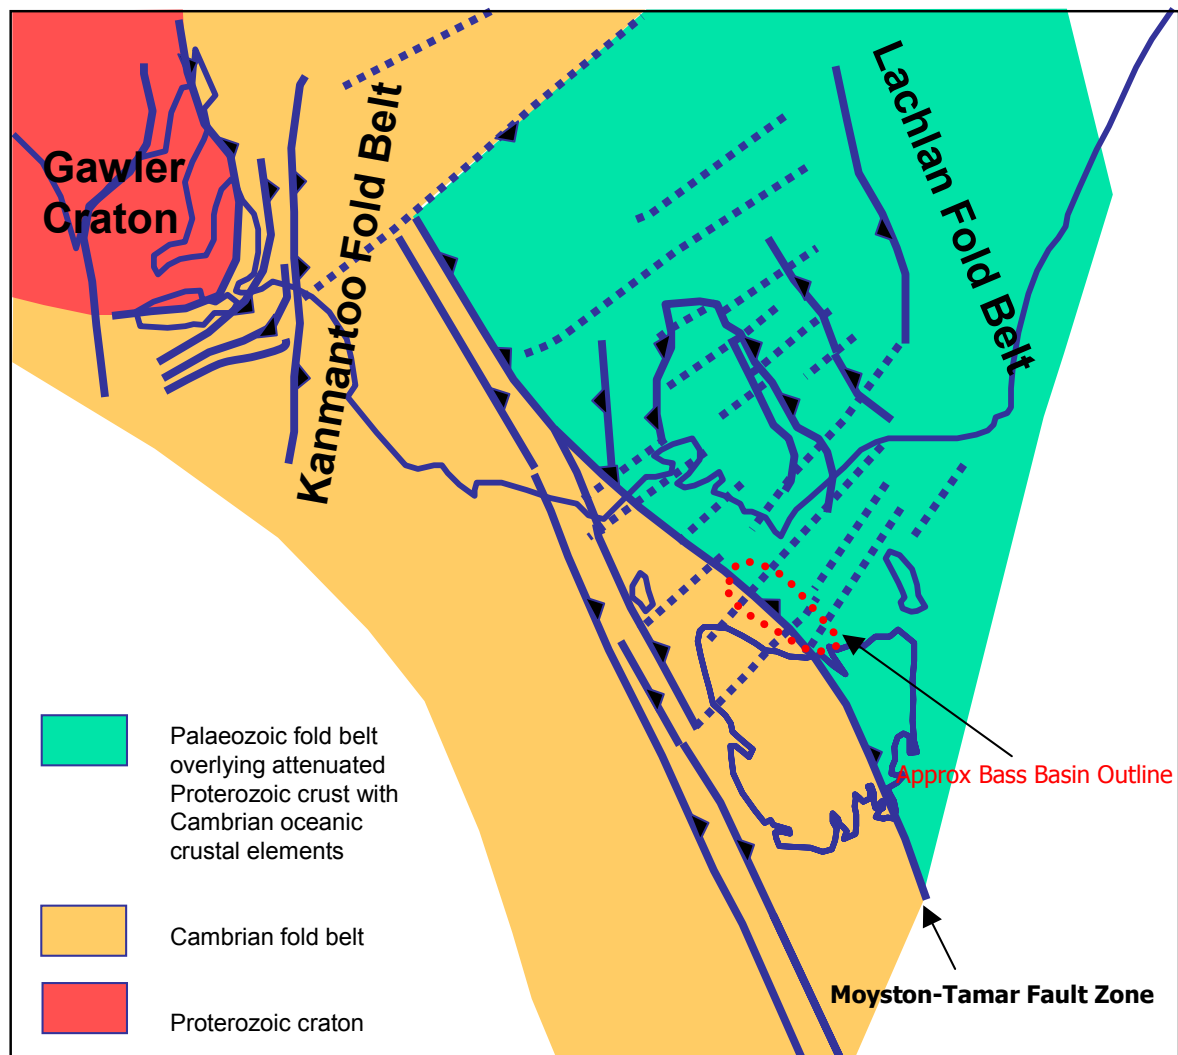 Gawler
Craton
Kanmantoo Fold Belt
Lachlan Fold Belt
Palaeozoic fold belt
overlying attenuated
Proterozoic crust with
Cambrian oceanic
crustal elements
Cambrian fold belt
Proterozoic craton
Approx Bass Basin Outline
Moyston-Tamar Fault Zone